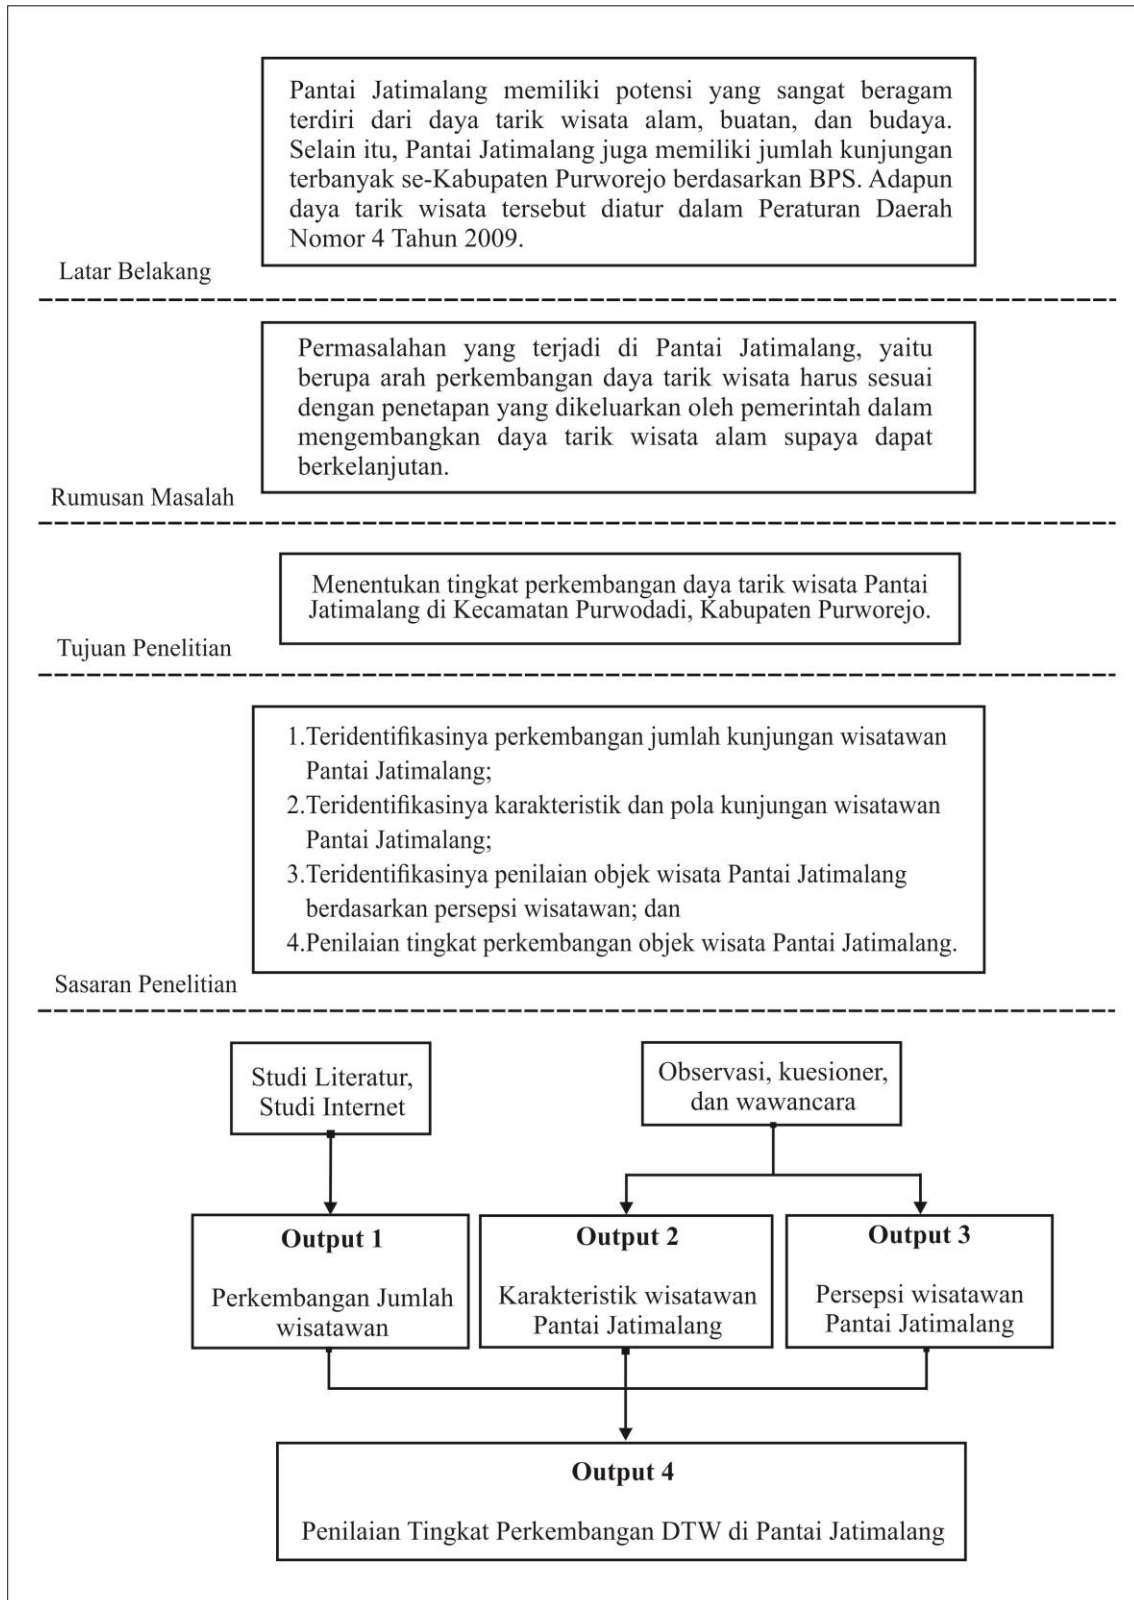 Pantai Jatimalang memiliki potensi yang sangat beragam
terdiri dari daya tarik wisata alam, buatan, dan budaya.
Selain itu, Pantai Jatimalang juga memiliki jumlah kunjungan
terbanyak se-Kabupaten Purworejo berdasarkan BPS. Adapun
daya tarik wisata tersebut diatur dalam Peraturan Daerah
Nomor 4 Tahun 2009.
Latar Belakang
Permasalahan yang terjadi di Pantai Jatimalang, yaitu
berupa arah perkembangan daya tarik wisata harus sesuai
dengan penetapan yang dikeluarkan oleh pemerintah dalam
mengembangkan daya tarik wisata alam supaya dapat
berkelanjutan.
Rumusan Masalah
Menentukan tingkat perkembangan daya tarik wisata Pantai
Jatimalang di Kecamatan Purwodadi, Kabupaten Purworejo.
Tujuan Penelitian
1.Teridentifikasinya perkembangan jumlah kunjungan wisatawan
Pantai Jatimalang;
2.Teridentifikasinya karakteristik dan pola kunjungan wisatawan
Pantai Jatimalang;
3.Teridentifikasinya penilaian objek wisata Pantai Jatimalang
berdasarkan persepsi wisatawan; dan
4.Penilaian tingkat perkembangan objek wisata Pantai Jatimalang.
Sasaran Penelitian
Studi Literatur,
Studi Internet
Observasi, kuesioner,
dan wawancara
Output 1
Perkembangan Jumlah
wisatawan
Output 2
Karakteristik wisatawan
Pantai Jatimalang
Output 3
Persepsi wisatawan
Pantai Jatimalang
Output 4
Penilaian Tingkat Perkembangan DTW di Pantai Jatimalang